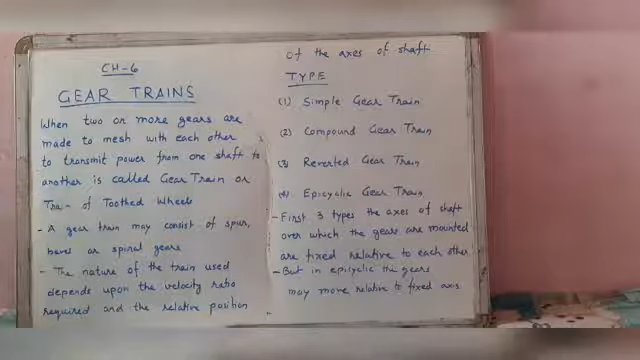 CH-6
GEAR TRAINS
When two or more gears are
made to mesh with each other
to transmit power from one shaft to
another is called Gear Train or
Train of Toothed Wheels
- A gear train may consist of spur,
bevel or spiral gears
- The nature of the train used
depends upon the velocity ratio
required and the relative position
of the axes of shaft
TYPE
(1) Simple Gear Train
(2) Compound Gear Train
(3) Reverted Gear Train
(4) Epicyclic Gear Train
- First 3 types the axes of shaft
over which the gears are mounted
are fixed relative to each other
- But in epicyclic the gears
may move relative to fixed axis